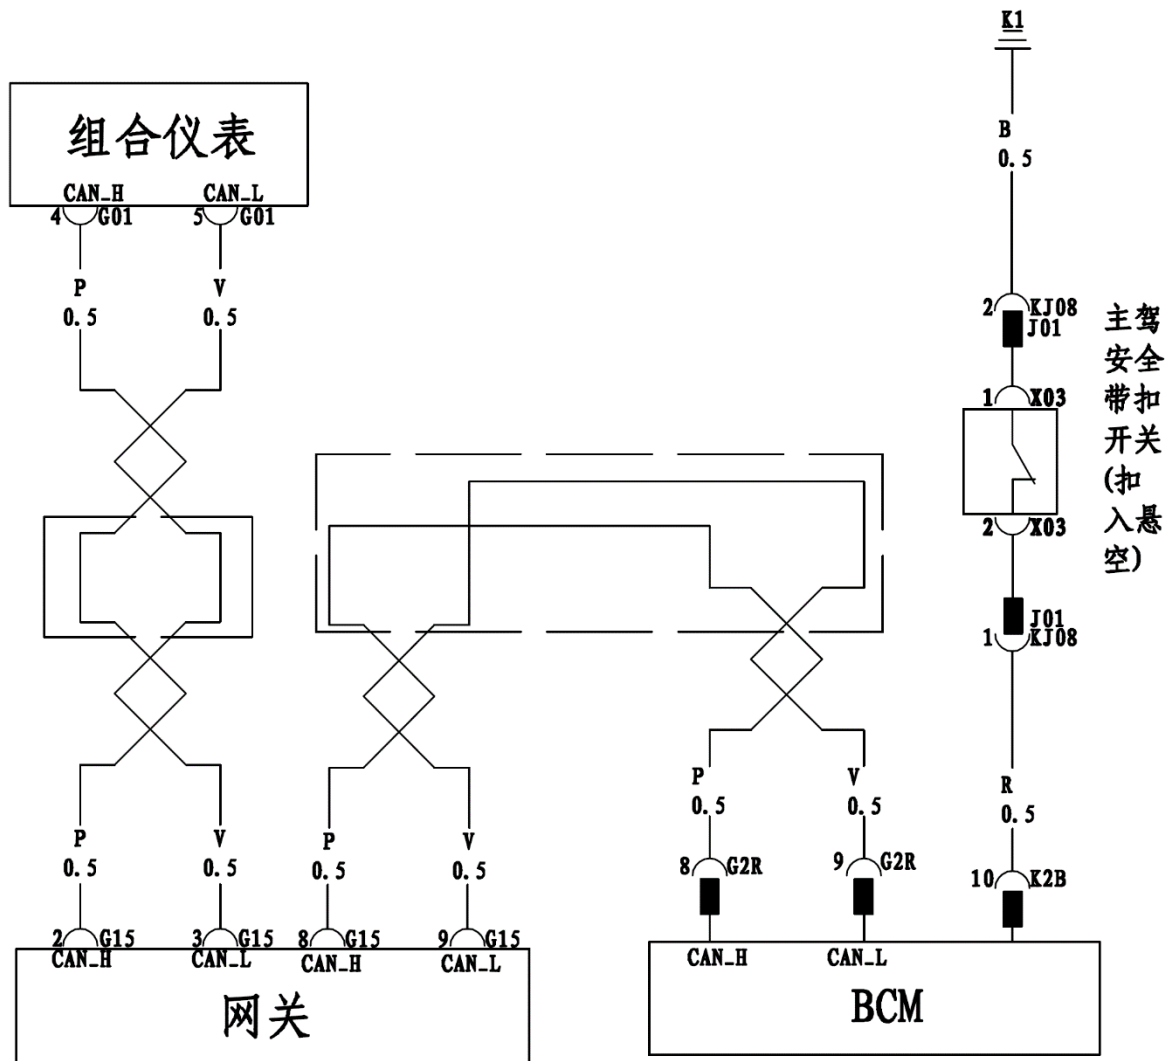 K1
组合仪表
B
0.5
CAN_H
CAN_L
4 G01
5 G01
P
V
0.5
0.5
2 KJ08
J01
主驾
安全
带扣
开关
(扣
入悬
空)
1 X03
2 X03
J01
1 KJ08
P
V
R
0.5
0.5
0.5
P
V
P
V
0.5
0.5
0.5
0.5
8 G2R
9 G2R
10 K2B
2 G15
3 G15
8 G15
9 G15
CAN_H
CAN_L
CAN_H
CAN_L
CAN_H
CAN_L
网关
BCM